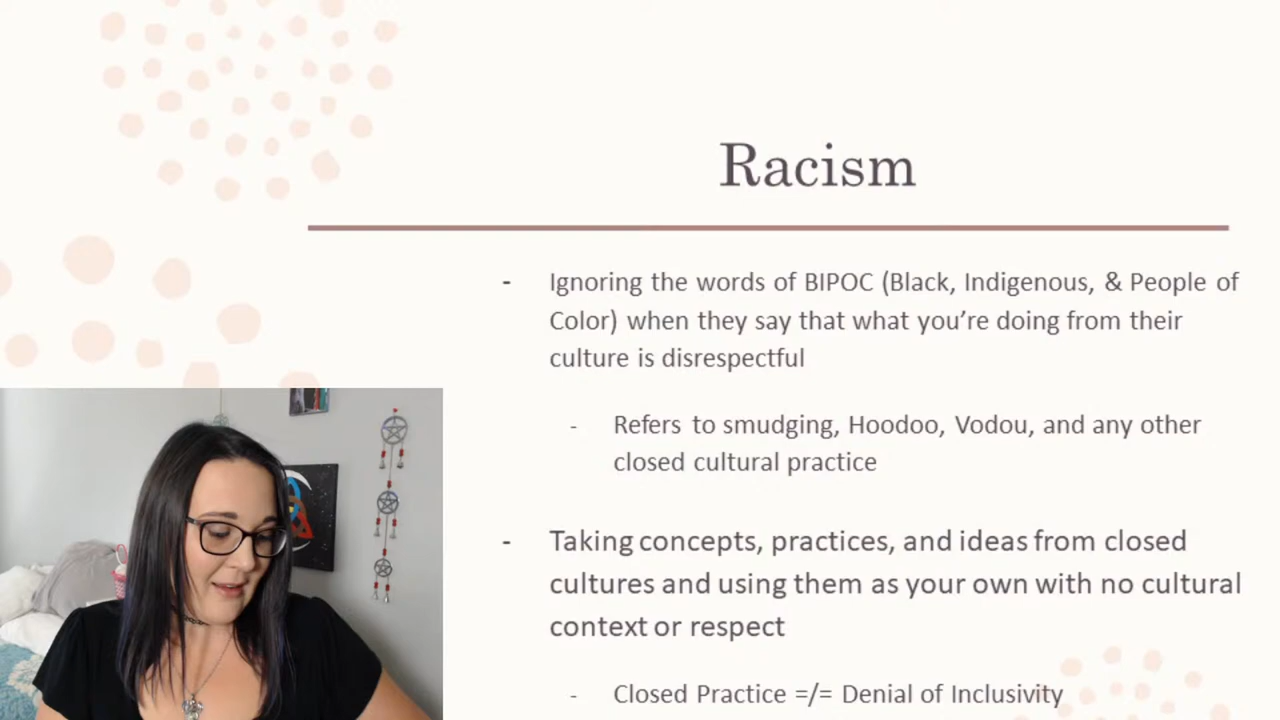 Racism
- Ignoring the words of BIPOC (Black, Indigenous, & People of
Color) when they say that what you're doing from their
culture is disrespectful
- Refers to smudging, Hoodoo, Vodou, and any other
closed cultural practice
- Taking concepts, practices, and ideas from closed
cultures and using them as your own with no cultural
context or respect
- Closed Practice =/= Denial of Inclusivity